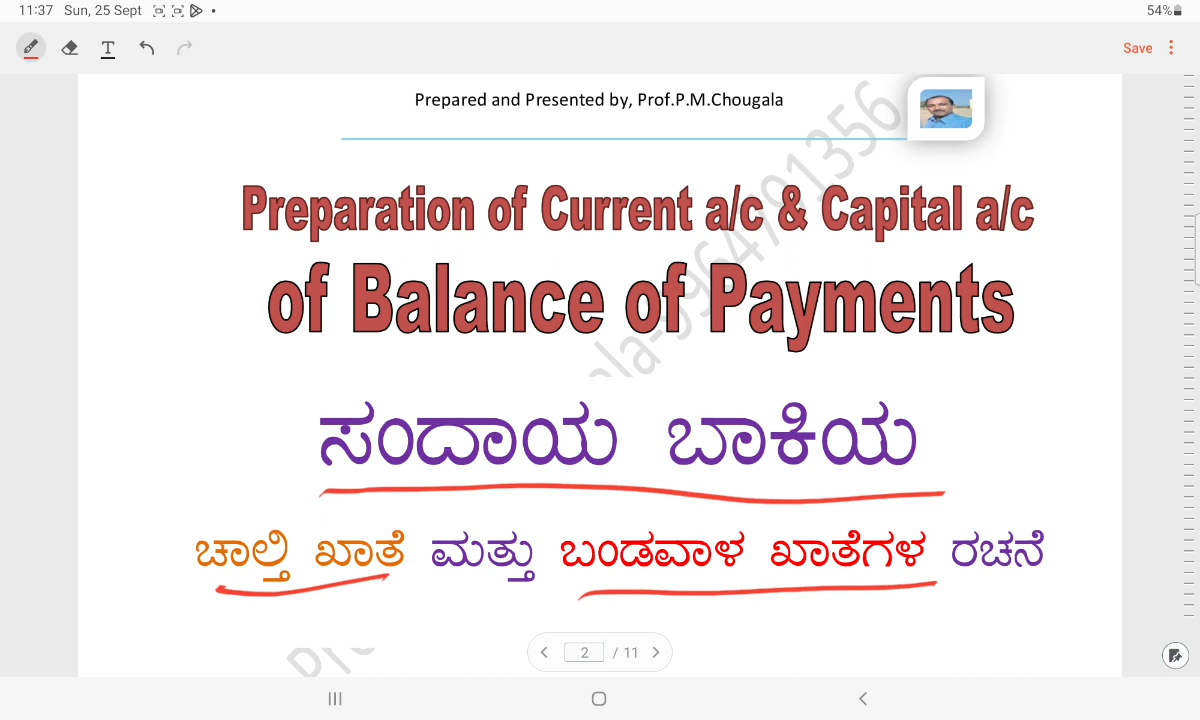 11:37 Sun, 25 Sept 54%
T Save
Prepared and Presented by, Prof.P.M.Chougala
Preparation of Current a/c & Capital a/c
of Balance of Payments
ಸಂದಾಯ ಬಾಕಿಯ
ಚಾಲ್ತಿ ಖಾತೆ ಮತ್ತು ಬಂಡವಾಳ ಖಾತೆಗಳ ರಚನೆ
2 / 11